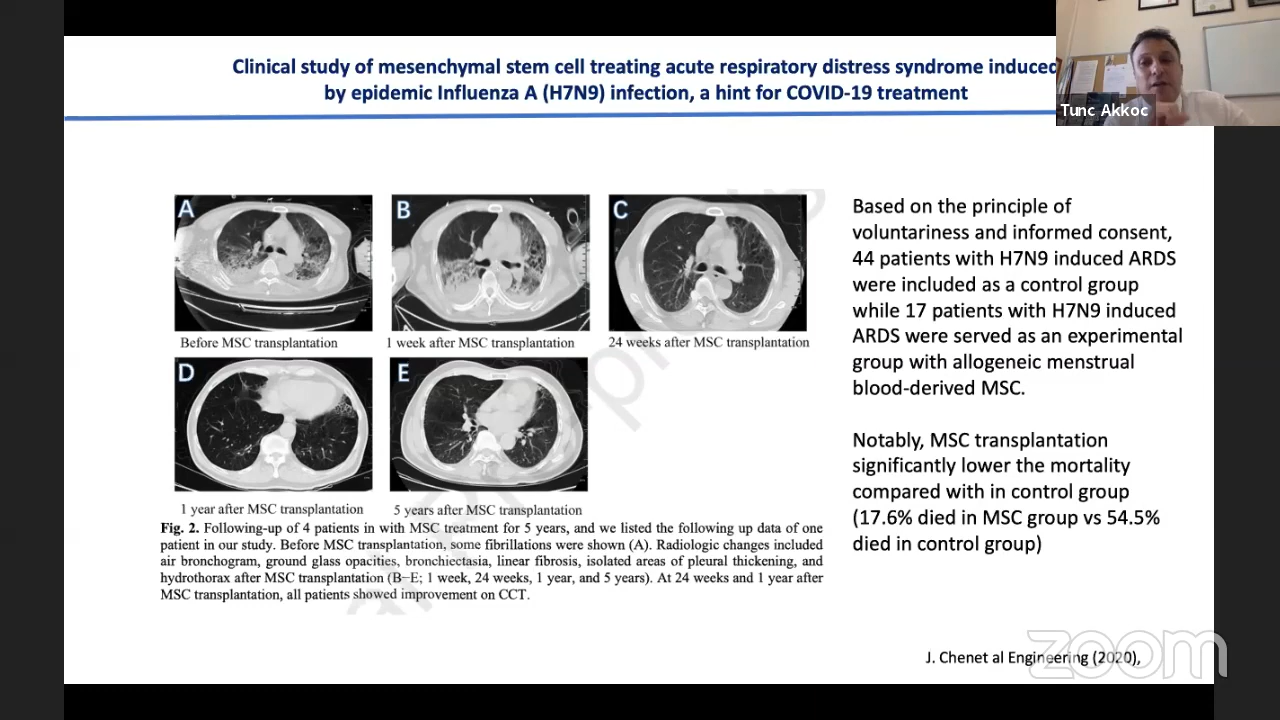 Clinical study of mesenchymal stem cell treating acute respiratory distress syndrome induced
by epidemic Influenza A (H7N9) infection, a hint for COVID-19 treatment
Tunc Akkoc
A
B
C
Before MSC transplantation
1 week after MSC transplantation
24 weeks after MSC transplantation
D
E
1 year after MSC transplantation
5 years after MSC transplantation
Fig. 2. Following-up of 4 patients in with MSC treatment for 5 years, and we listed the following up data of one
patient in our study. Before MSC transplantation, some fibrillations were shown (A). Radiologic changes included
air bronchogram, ground glass opacities, bronchiectasia, linear fibrosis, isolated areas of pleural thickening, and
hydrothorax after MSC transplantation (B−E; 1 week, 24 weeks, 1 year, and 5 years). At 24 weeks and 1 year after
MSC transplantation, all patients showed improvement on CCT.
Based on the principle of
voluntariness and informed consent,
44 patients with H7N9 induced ARDS
were included as a control group
while 17 patients with H7N9 induced
ARDS were served as an experimental
group with allogeneic menstrual
blood-derived MSC.
Notably, MSC transplantation
significantly lower the mortality
compared with in control group
(17.6% died in MSC group vs 54.5%
died in control group)
J. Chenet al Engineering (2020),
zoom